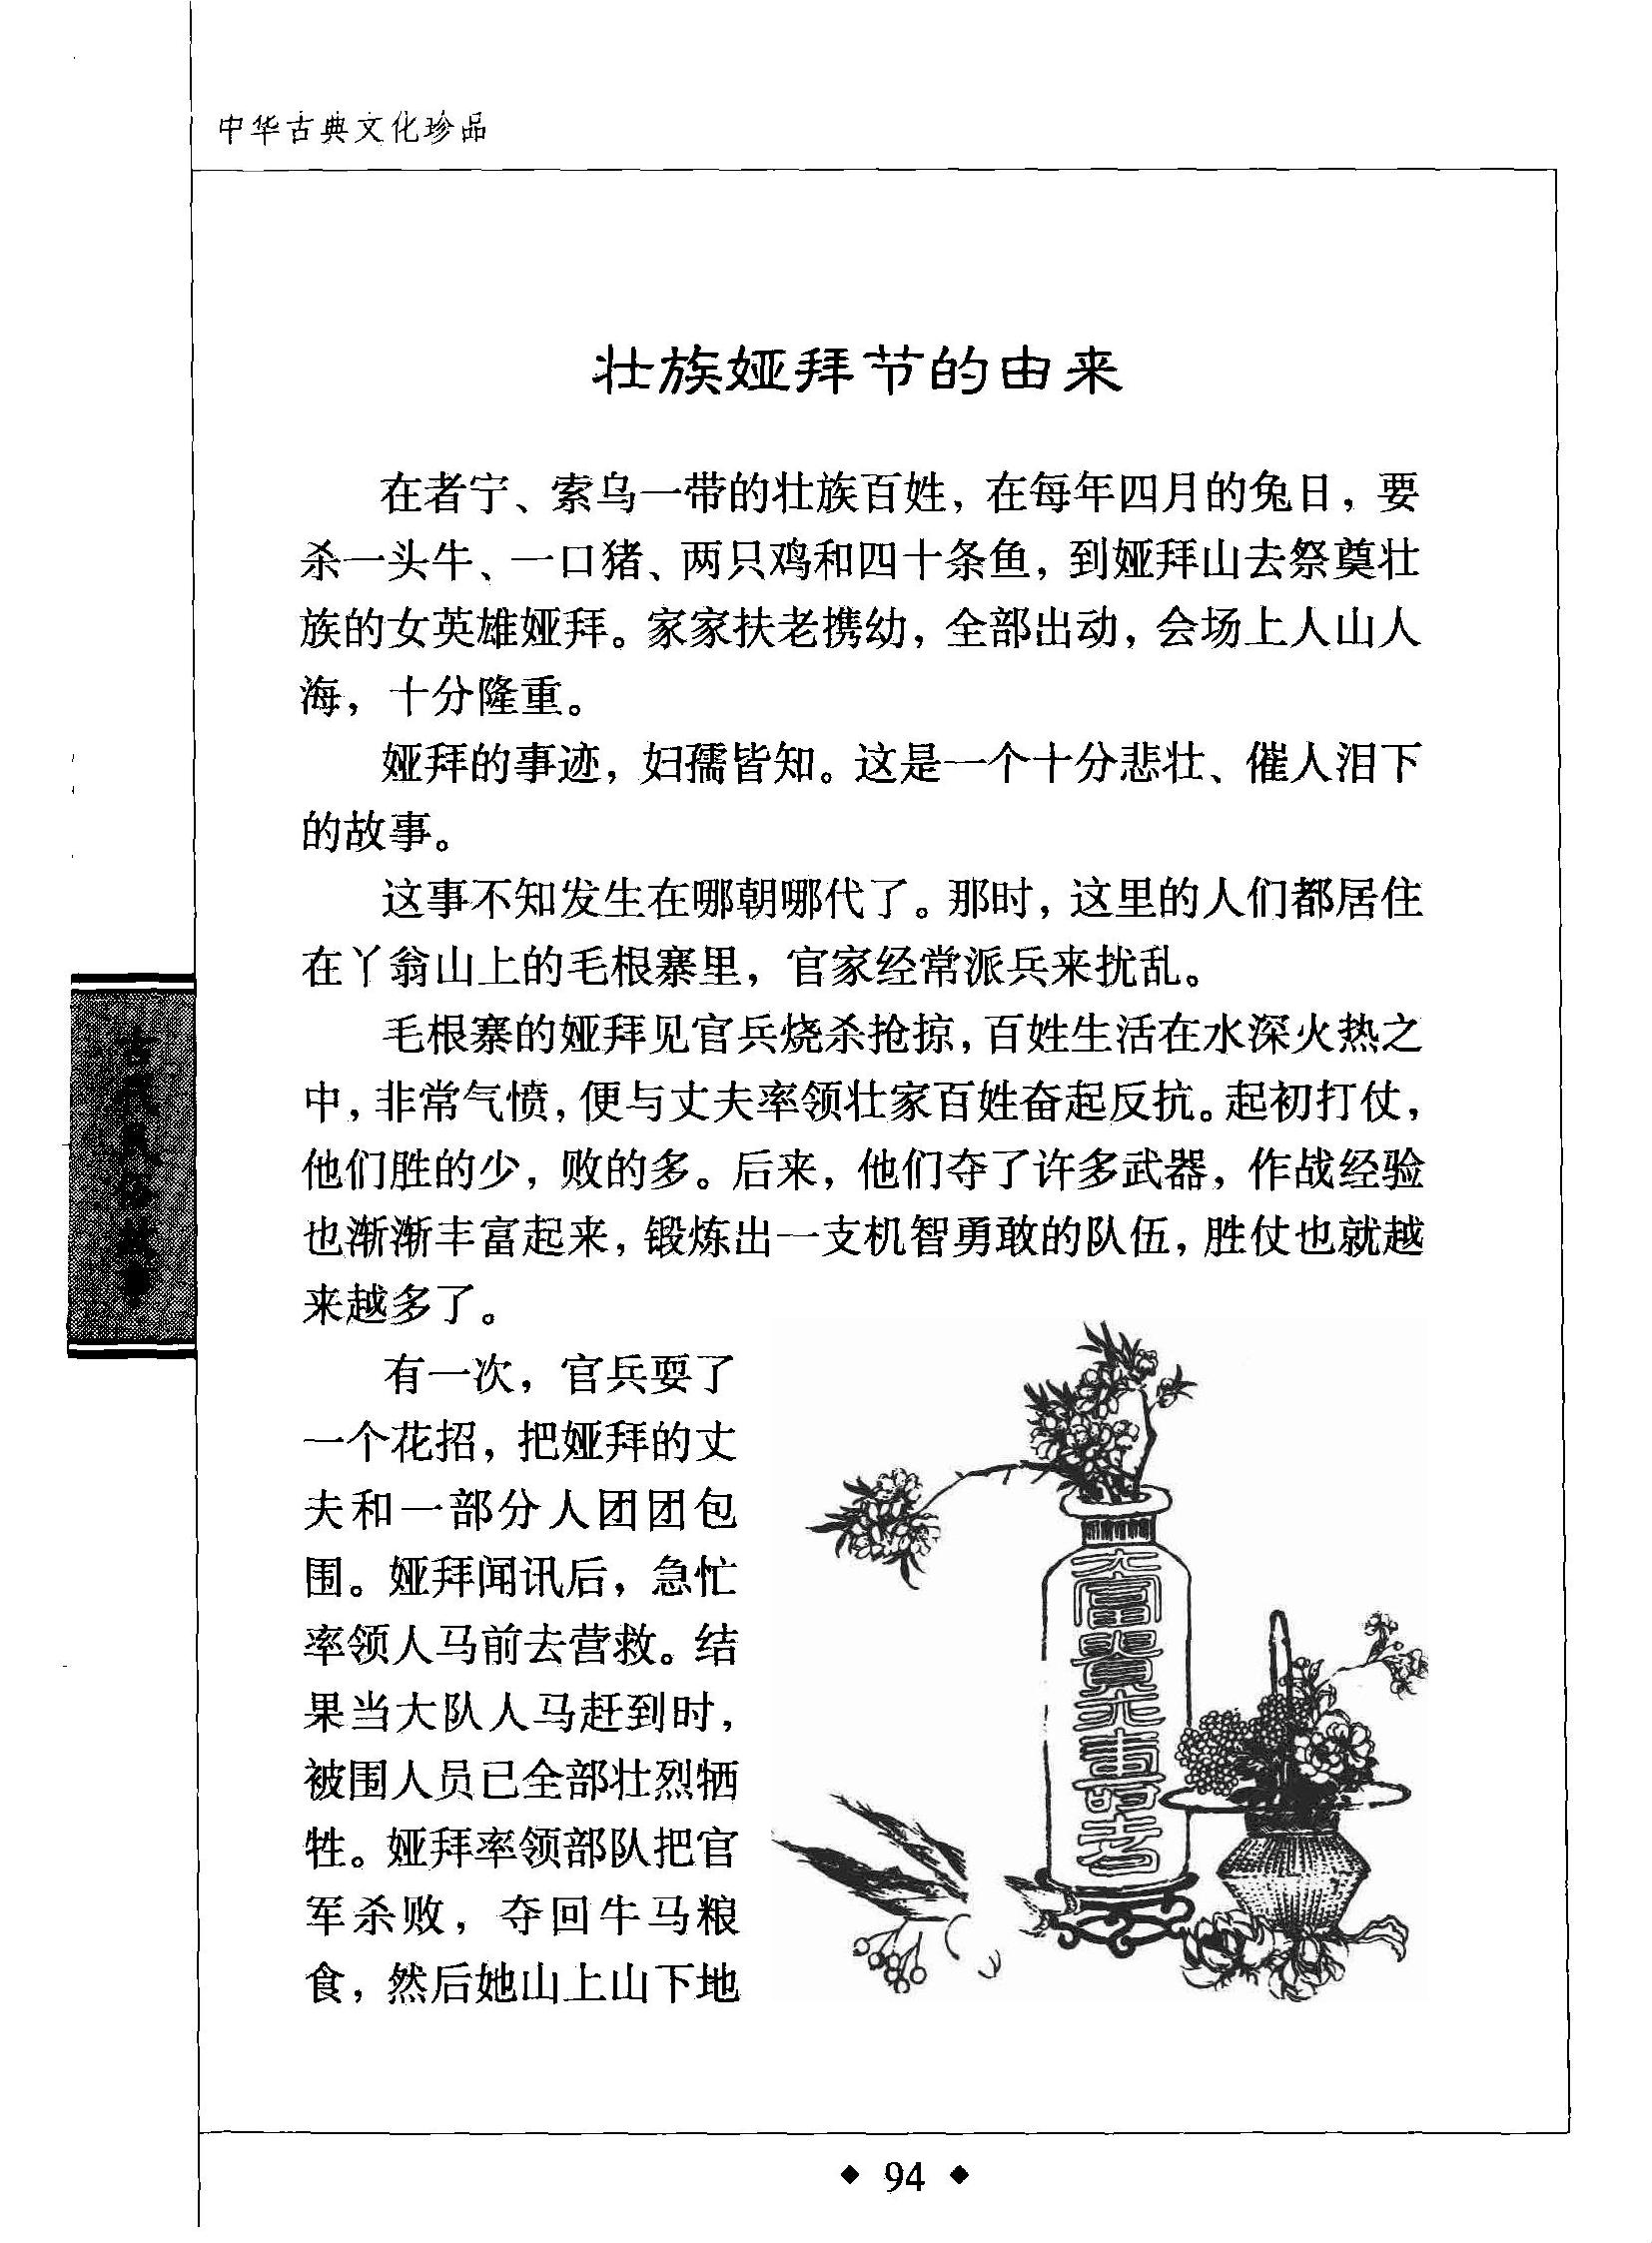 中华古典文化珍品
壮族娅拜节的由来
在者宁、索乌一带的壮族百姓，在每年四月的兔日，要
杀一头牛、一口猪、两只鸡和四十条鱼，到娅拜山去祭奠壮
族的女英雄娅拜。家家扶老携幼，全部出动，会场上人山人
海，十分隆重。
娅拜的事迹，妇孺皆知。这是一个十分悲壮、催人泪下
的故事。
这事不知发生在哪朝哪代了。那时，这里的人们都居住
在丫翁山上的毛根寨里，官家经常派兵来扰乱。
毛根寨的娅拜见官兵烧杀抢掠，百姓生活在水深火热之
中，非常气愤，便与丈夫率领壮家百姓奋起反抗。起初打仗，
他们胜的少，败的多。后来，他们夺了许多武器，作战经验
也渐渐丰富起来，锻炼出一支机智勇敢的队伍，胜仗也就越
来越多了。
有一次，官兵耍了
一个花招，把娅拜的丈
夫和一部分人团团包
围。娅拜闻讯后，急忙
率领人马前去营救。结
果当大队人马赶到时，
被围人员已全部壮烈牺
牲。娅拜率领部队把官
军杀败，夺回牛马粮
食，然后她山上山下地
大富貴亦壽考
古代民俗故事
94